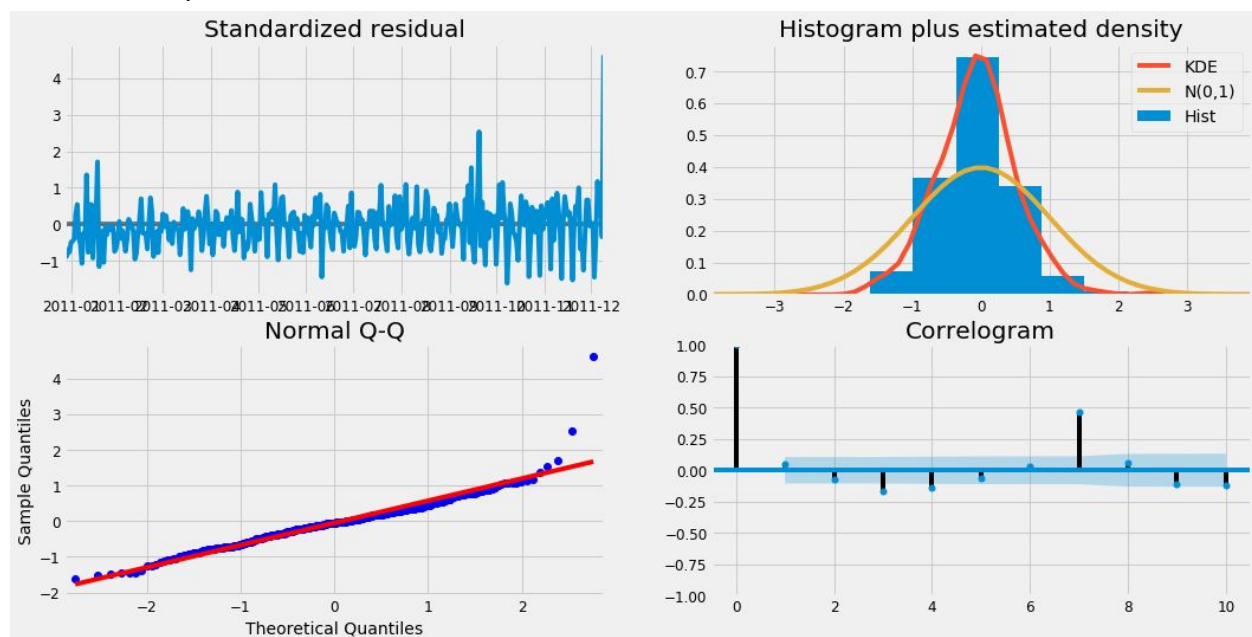 Standardized residual
4
3
2
1
0
−1
2011-01 2011-02 2011-03 2011-04 2011-05 2011-06 2011-07 2011-08 2011-09 2011-10 2011-11 2011-12
Histogram plus estimated density
KDE
N(0,1)
Hist
0.7
0.6
0.5
0.4
0.3
0.2
0.1
0.0
−3 −2 −1 0 1 2 3
Normal Q-Q
Sample Quantiles
4
3
2
1
0
−1
−2
−2 −1 0 1 2
Theoretical Quantiles
Correlogram
1.00
0.75
0.50
0.25
0.00
−0.25
−0.50
−0.75
−1.00
0 2 4 6 8 10